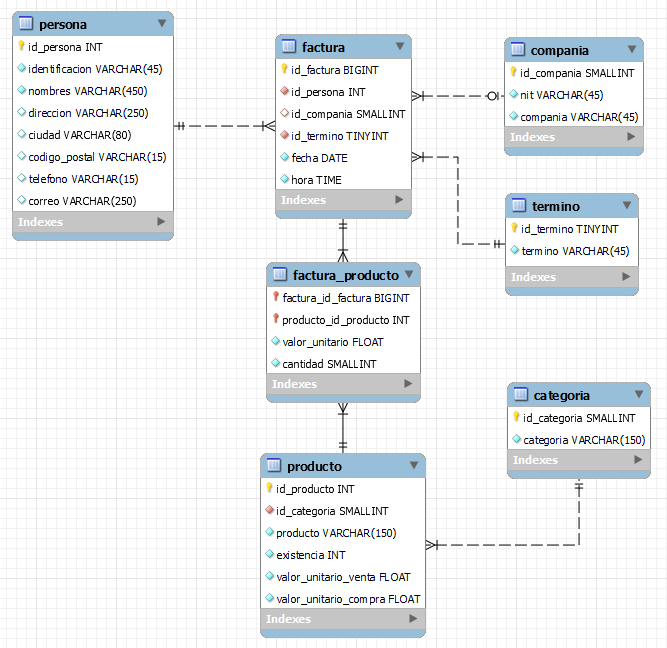 persona
id_persona INT
identificacion VARCHAR(45)
nombres VARCHAR(450)
direccion VARCHAR(250)
ciudad VARCHAR(80)
codigo_postal VARCHAR(15)
telefono VARCHAR(15)
correo VARCHAR(250)
Indexes
factura
id_factura BIGINT
id_persona INT
id_compania SMALLINT
id_termino TINYINT
fecha DATE
hora TIME
Indexes
compania
id_compania SMALLINT
nit VARCHAR(45)
compania VARCHAR(45)
Indexes
termino
id_termino TINYINT
termino VARCHAR(45)
Indexes
factura_producto
factura_id_factura BIGINT
producto_id_producto INT
valor_unitario FLOAT
cantidad SMALLINT
Indexes
categoria
id_categoria SMALLINT
categoria VARCHAR(150)
Indexes
producto
id_producto INT
id_categoria SMALLINT
producto VARCHAR(150)
existencia INT
valor_unitario_venta FLOAT
valor_unitario_compra FLOAT
Indexes